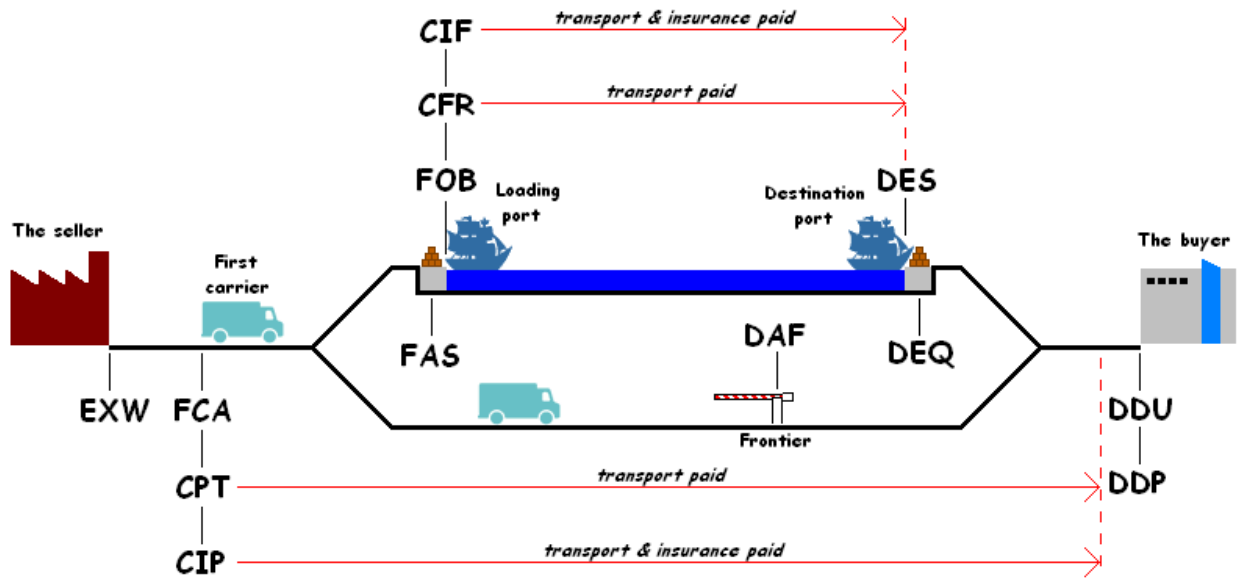 CIF
transport & insurance paid
CFR
transport paid
FOB
Loading
port
Destination
port
DES
The seller
First
carrier
The buyer
FAS
DAF
DEQ
EXW
FCA
Frontier
DDU
CPT
transport paid
DDP
CIP
transport & insurance paid